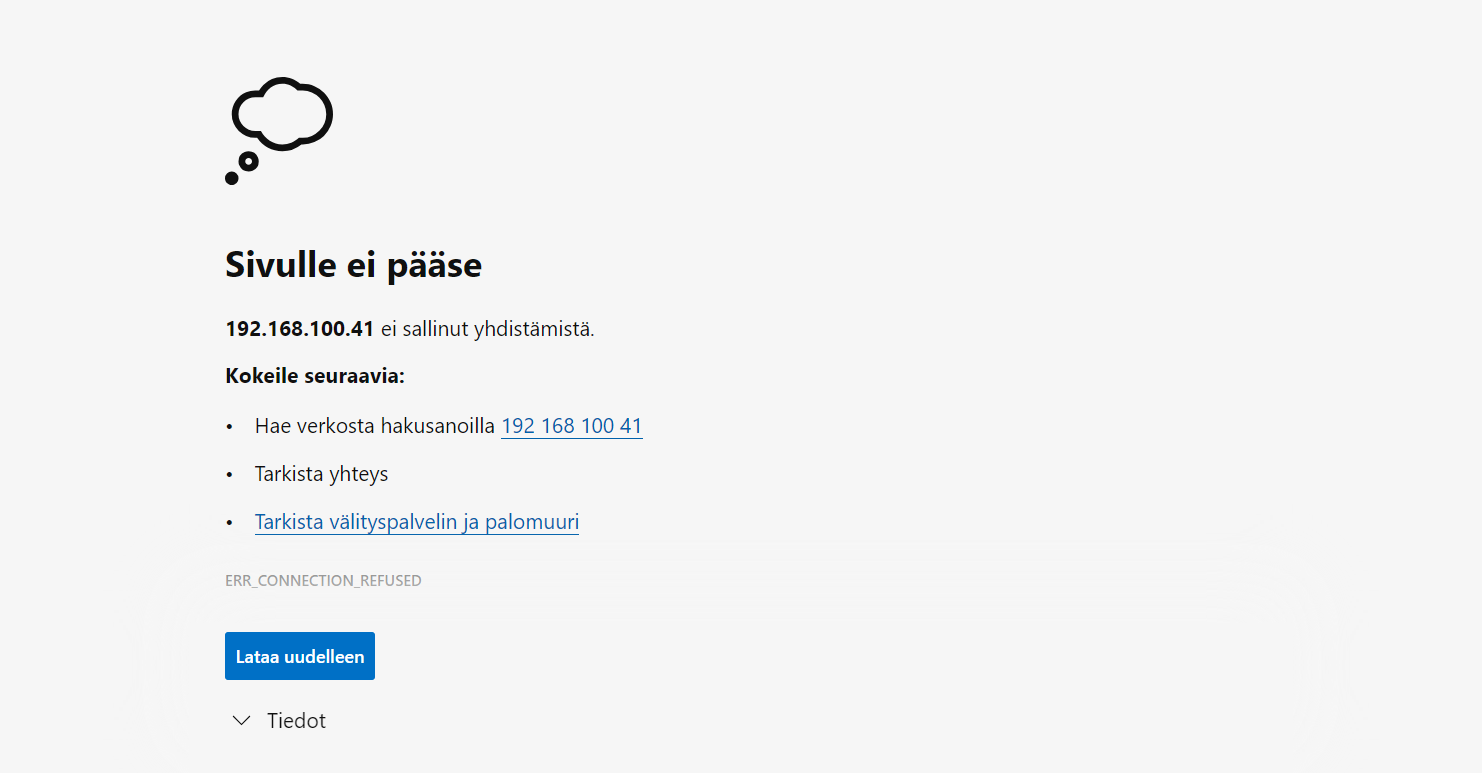 Sivulle ei pääse
192.168.100.41 ei sallinut yhdistämistä.
Kokeile seuraavia:
• Hae verkosta hakusanoilla 192 168 100 41
• Tarkista yhteys
• Tarkista välityspalvelin ja palomuuri
ERR_CONNECTION_REFUSED
Lataa uudelleen
Tiedot